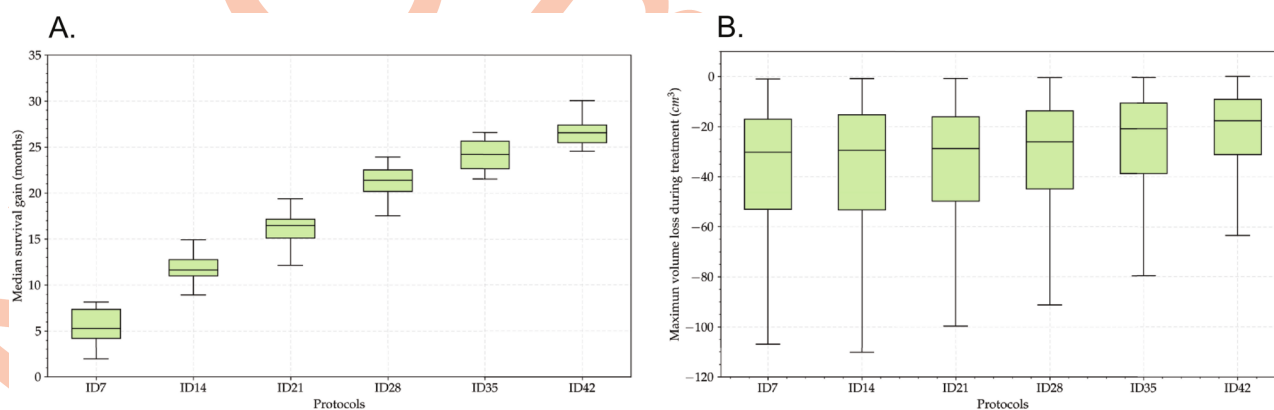 A.
Median survival gain (months)
35
30
25
20
15
10
5
0
ID7 ID14 ID21 ID28 ID35 ID42
Protocols
B.
Maximun volume loss during treatment (cm³)
0
−20
−40
−60
−80
−100
−120
ID7 ID14 ID21 ID28 ID35 ID42
Protocols